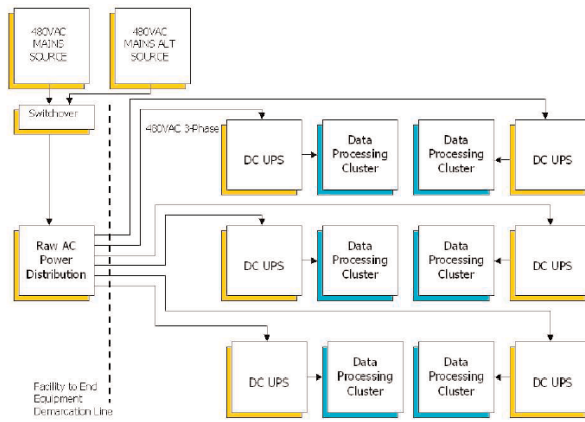 480VAC
MAINS
SOURCE
480VAC
MAINS ALT
SOURCE
Switchover
480VAC 3-Phase
DC UPS
Data
Processing
Cluster
Data
Processing
Cluster
DC UPS
Raw AC
Power
Distribution
DC UPS
Data
Processing
Cluster
Data
Processing
Cluster
DC UPS
DC UPS
Data
Processing
Cluster
Data
Processing
Cluster
DC UPS
Facility to End
Equipment
Demarcation Line